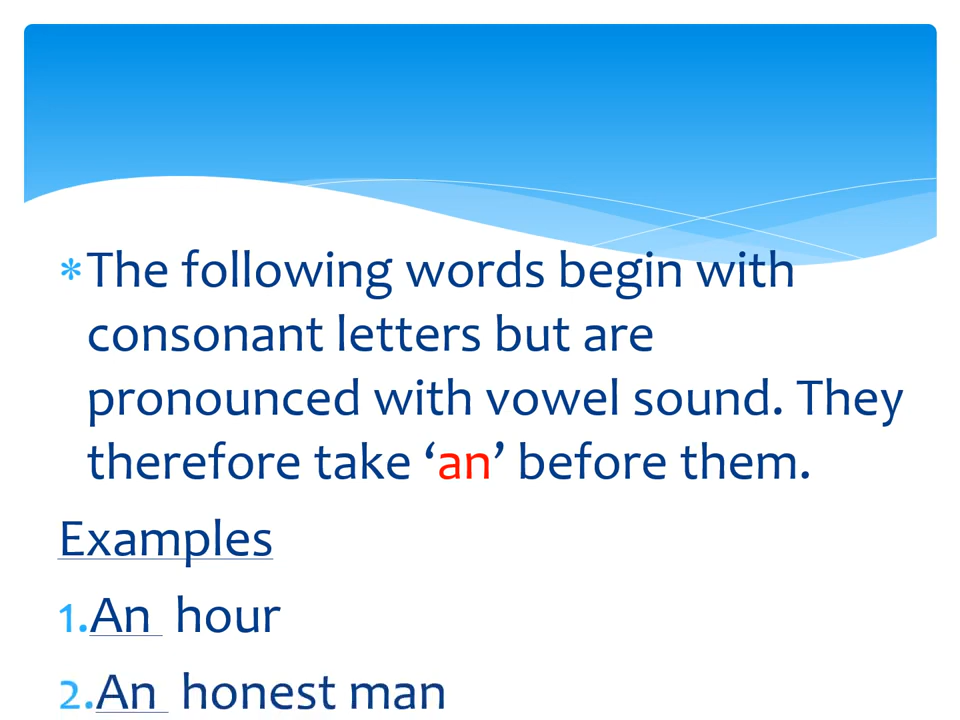 *The following words begin with
consonant letters but are
pronounced with vowel sound. They
therefore take ‘an’ before them.
Examples
1.An hour
2.An honest man